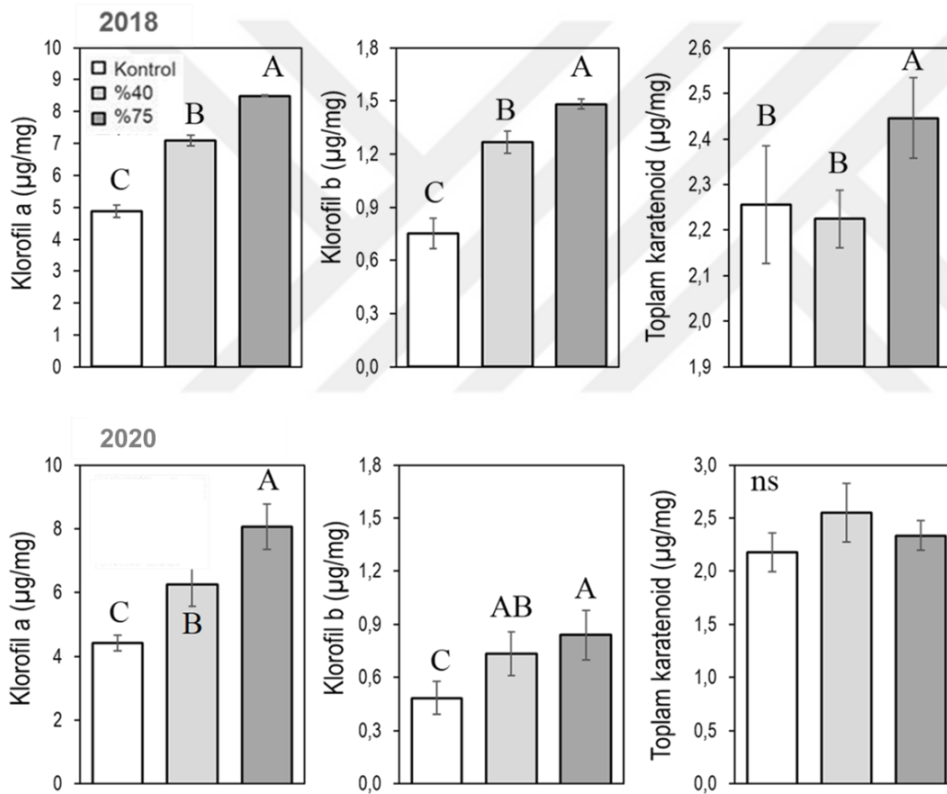 2018
Klorofil a (µg/mg)
10
9
8
7
6
5
4
3
2
1
0
Kontrol
%40
%75
C
B
A
Klorofil b (µg/mg)
1,8
1,5
1,2
0,9
0,6
0,3
0,0
C
B
A
Toplam karatenoid (µg/mg)
2,6
2,5
2,4
2,3
2,2
2,1
2,0
1,9
B
B
A
2020
Klorofil a (µg/mg)
10
8
6
4
2
0
C
B
A
Klorofil b (µg/mg)
1,8
1,5
1,2
0,9
0,6
0,3
0,0
C
AB
A
Toplam karatenoid (µg/mg)
3,0
2,5
2,0
1,5
1,0
0,5
0,0
ns